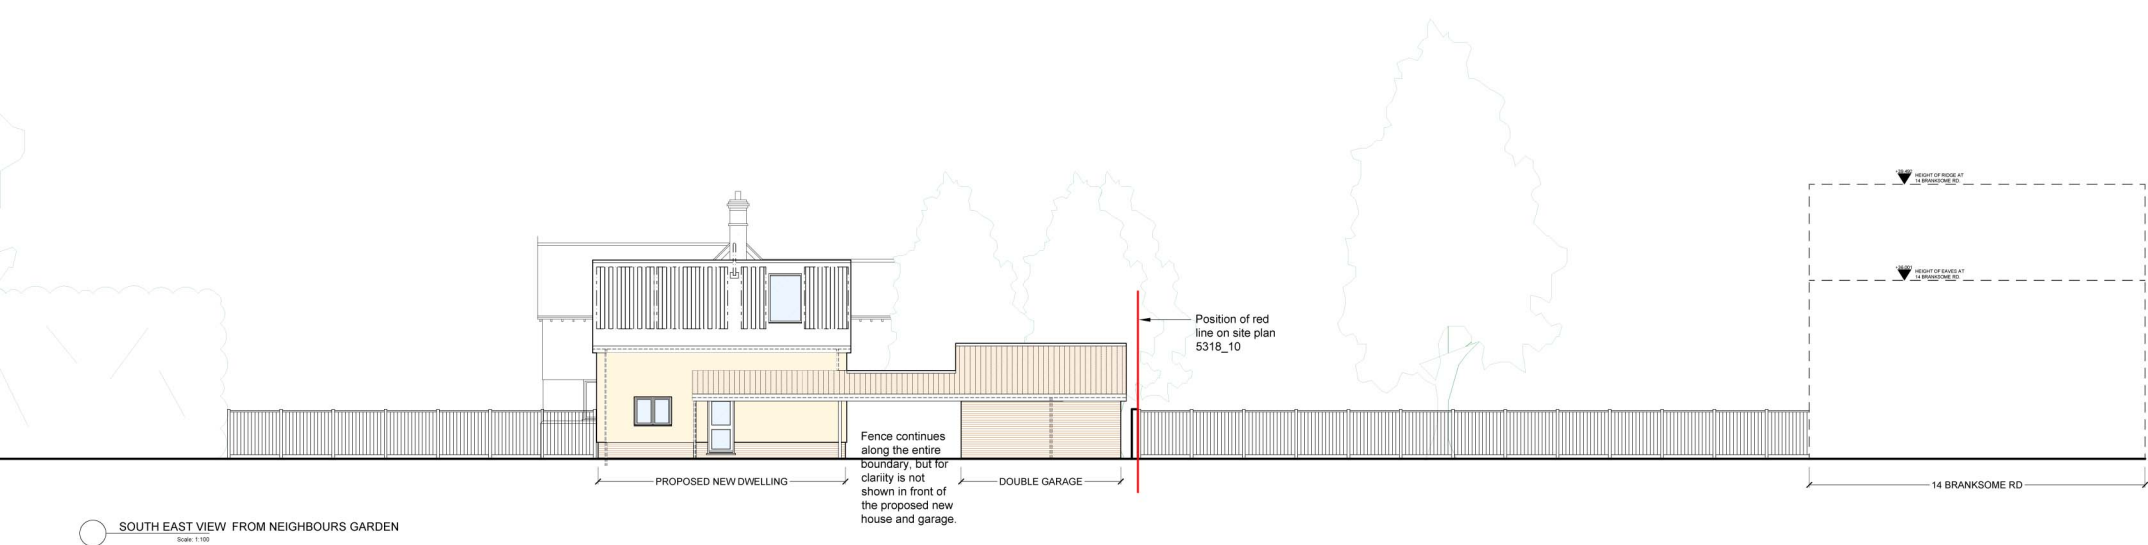 HEIGHT OF RIDGE AT
14 BRANKSOME RD.
HEIGHT OF EAVES AT
14 BRANKSOME RD.
Position of red
line on site plan
5318_10
Fence continues
along the entire
boundary, but for
clariity is not
shown in front of
the proposed new
house and garage.
PROPOSED NEW DWELLING
DOUBLE GARAGE
14 BRANKSOME RD
SOUTH EAST VIEW FROM NEIGHBOURS GARDEN
Scale: 1:100